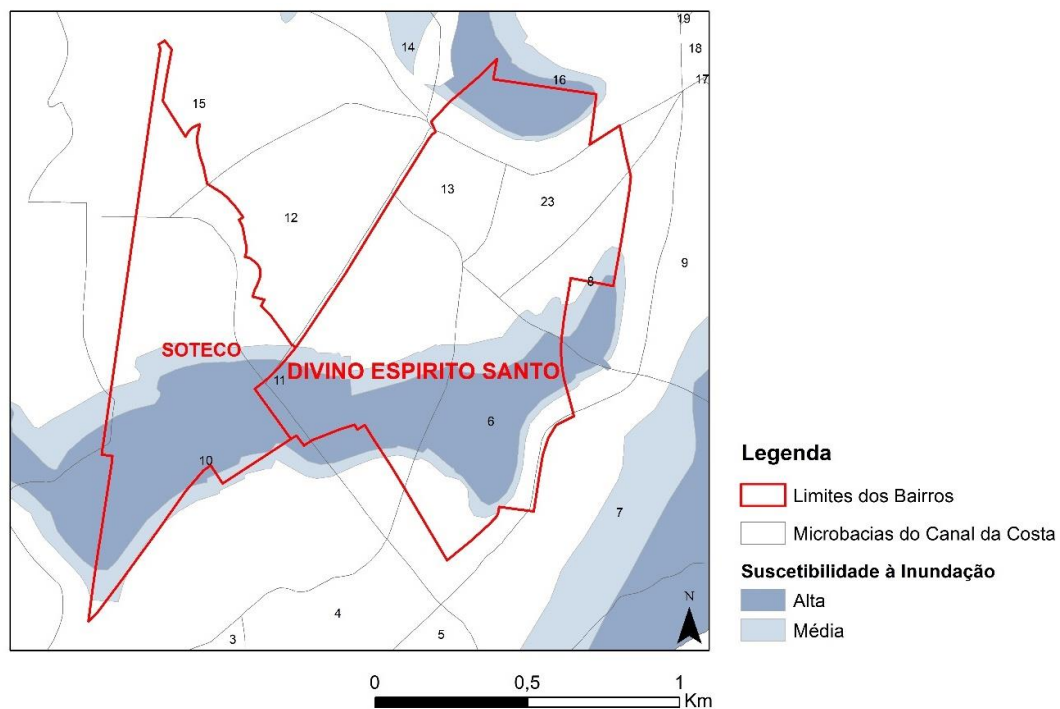 19
18
14
17
16
15
13
23
12
9
8
SOTECO
DIVINO ESPIRITO SANTO
11
6
10
7
4
5
3
N
Legenda
Limites dos Bairros
Microbacias do Canal da Costa
Suscetibilidade à Inundação
Alta
Média
0 0,5 1
Km